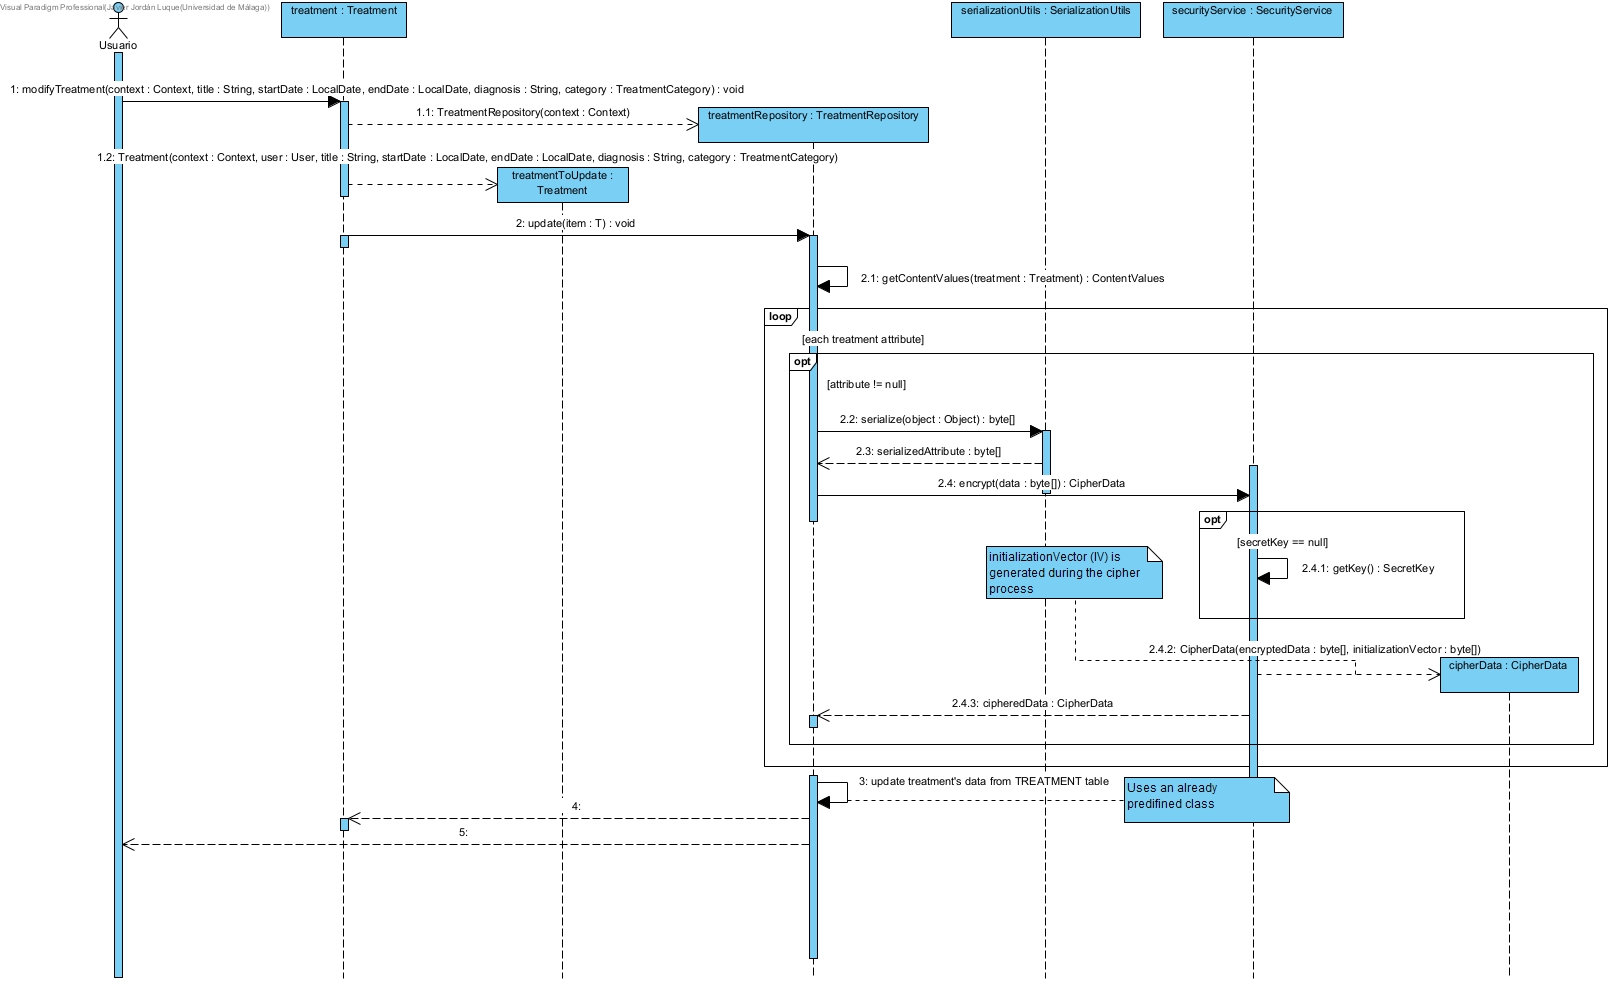 Visual Paradigm Professional(Javier Jordán Luque(Universidad de Málaga))
Usuario
treatment : Treatment
serializationUtils : SerializationUtils
securityService : SecurityService
1: modifyTreatment(context : Context, title : String, startDate : LocalDate, endDate : LocalDate, diagnosis : String, category : TreatmentCategory) : void
1.1: TreatmentRepository(context : Context)
treatmentRepository : TreatmentRepository
1.2: Treatment(context : Context, user : User, title : String, startDate : LocalDate, endDate : LocalDate, diagnosis : String, category : TreatmentCategory)
treatmentToUpdate :
Treatment
2: update(item : T) : void
2.1: getContentValues(treatment : Treatment) : ContentValues
loop
[each treatment attribute]
opt
[attribute != null]
2.2: serialize(object : Object) : byte[]
2.3: serializedAttribute : byte[]
2.4: encrypt(data : byte[]) : CipherData
opt
[secretKey == null]
2.4.1: getKey() : SecretKey
initializationVector (IV) is
generated during the cipher
process
2.4.2: CipherData(encryptedData : byte[], initializationVector : byte[])
cipherData : CipherData
2.4.3: cipheredData : CipherData
3: update treatment's data from TREATMENT table
Uses an already
predifined class
4:
5: